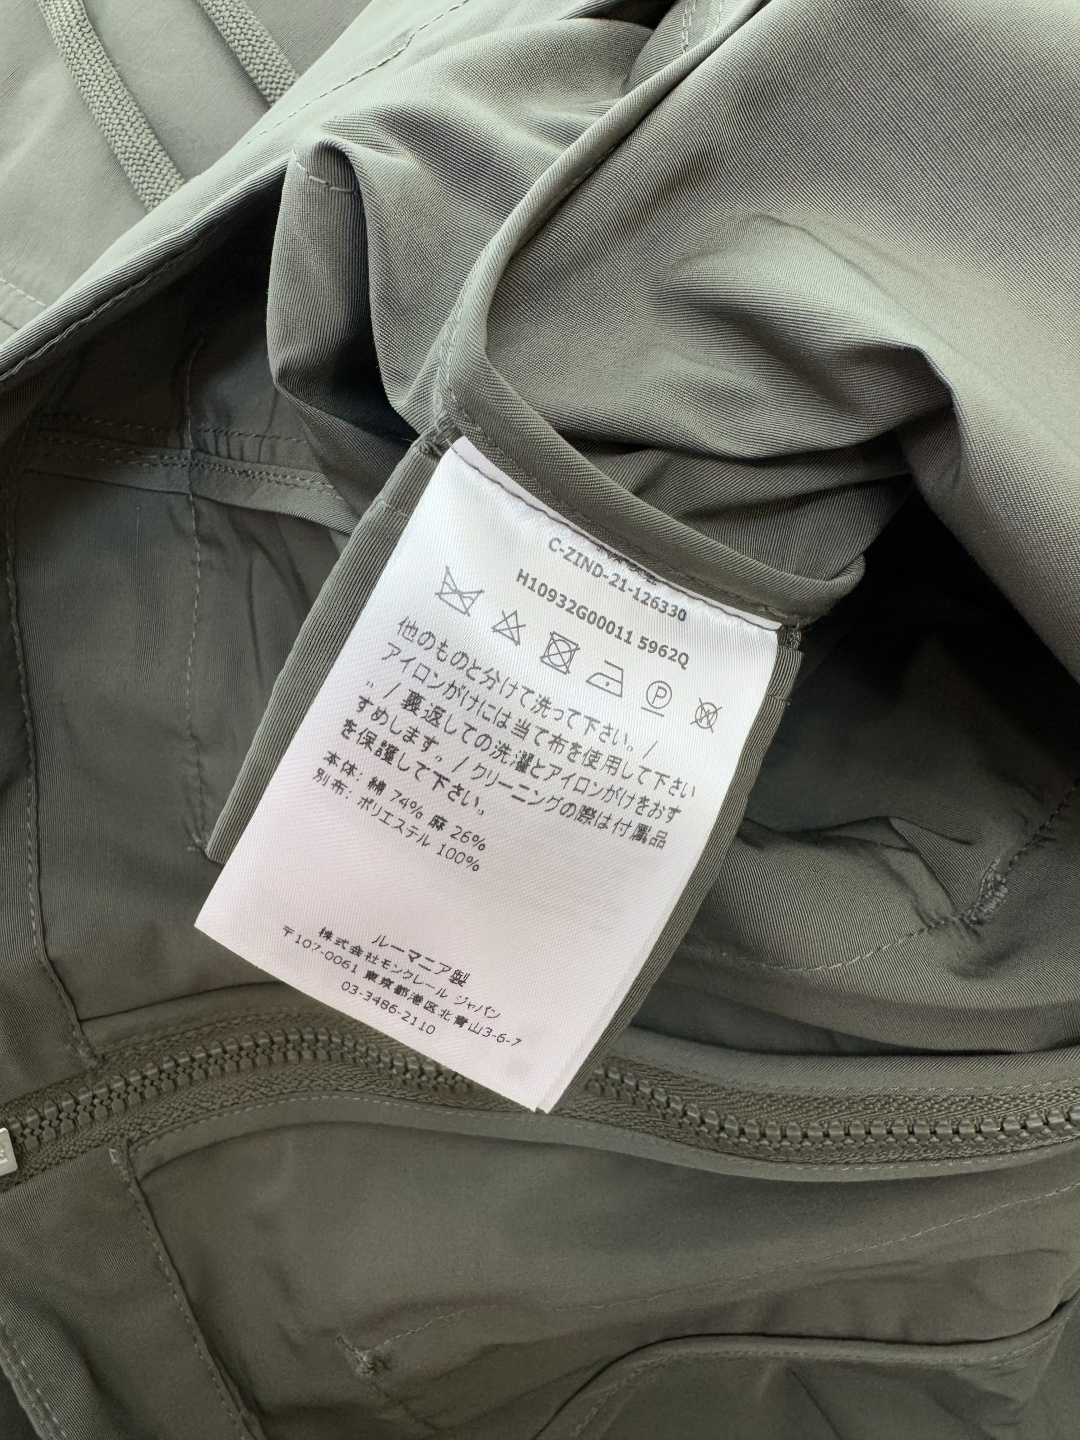 C-ZIND-21-126330
H10932G00011 5962Q
P
他のものと分けて洗って下さい。/
アイロンがけには当て布を使用して下さい
。/ 裏返しての洗濯とアイロンがけをおす
すめします。/ クリーニングの際は付属品
を保護して下さい。
本体: 綿 74% 麻 26%
別布: ポリエステル 100%
ルーマニア製
株式会社モンクレール ジャパン
〒107-0061 東京都港区北青山3-6-7
03-3486-2110